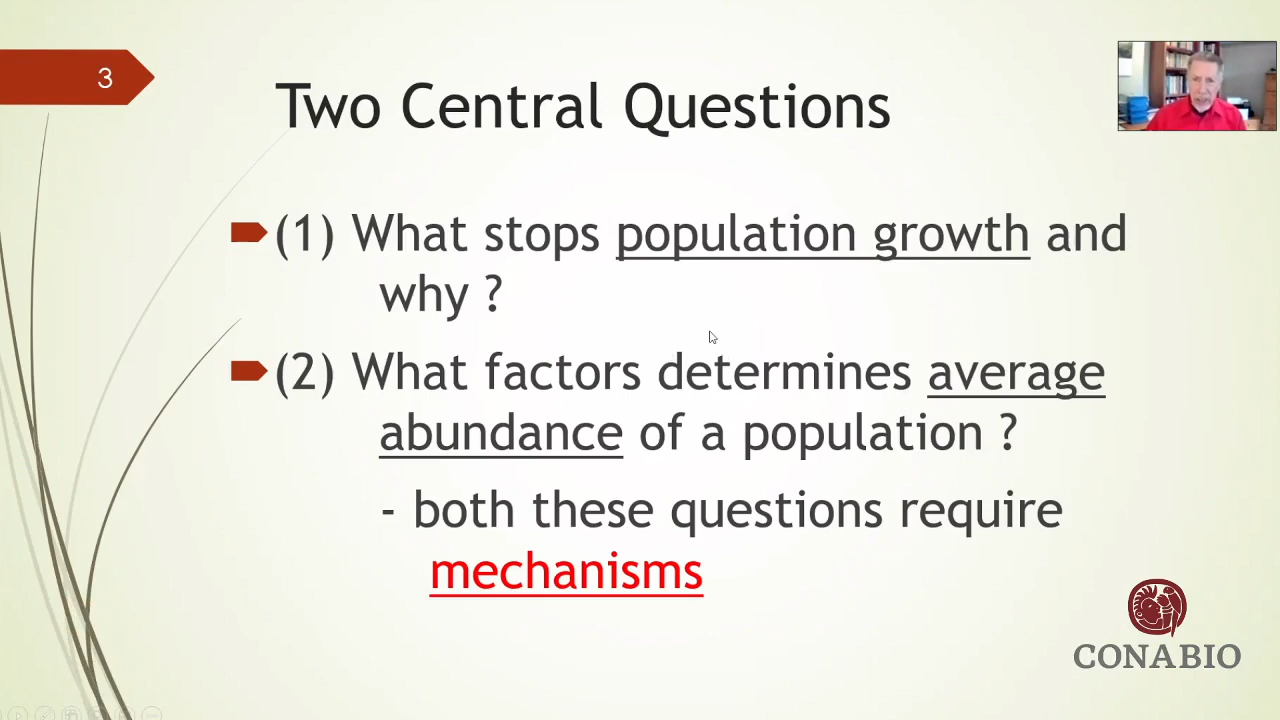 3
Two Central Questions
(1) What stops population growth and
why ?
(2) What factors determines average
abundance of a population ?
- both these questions require
mechanisms
CONABIO